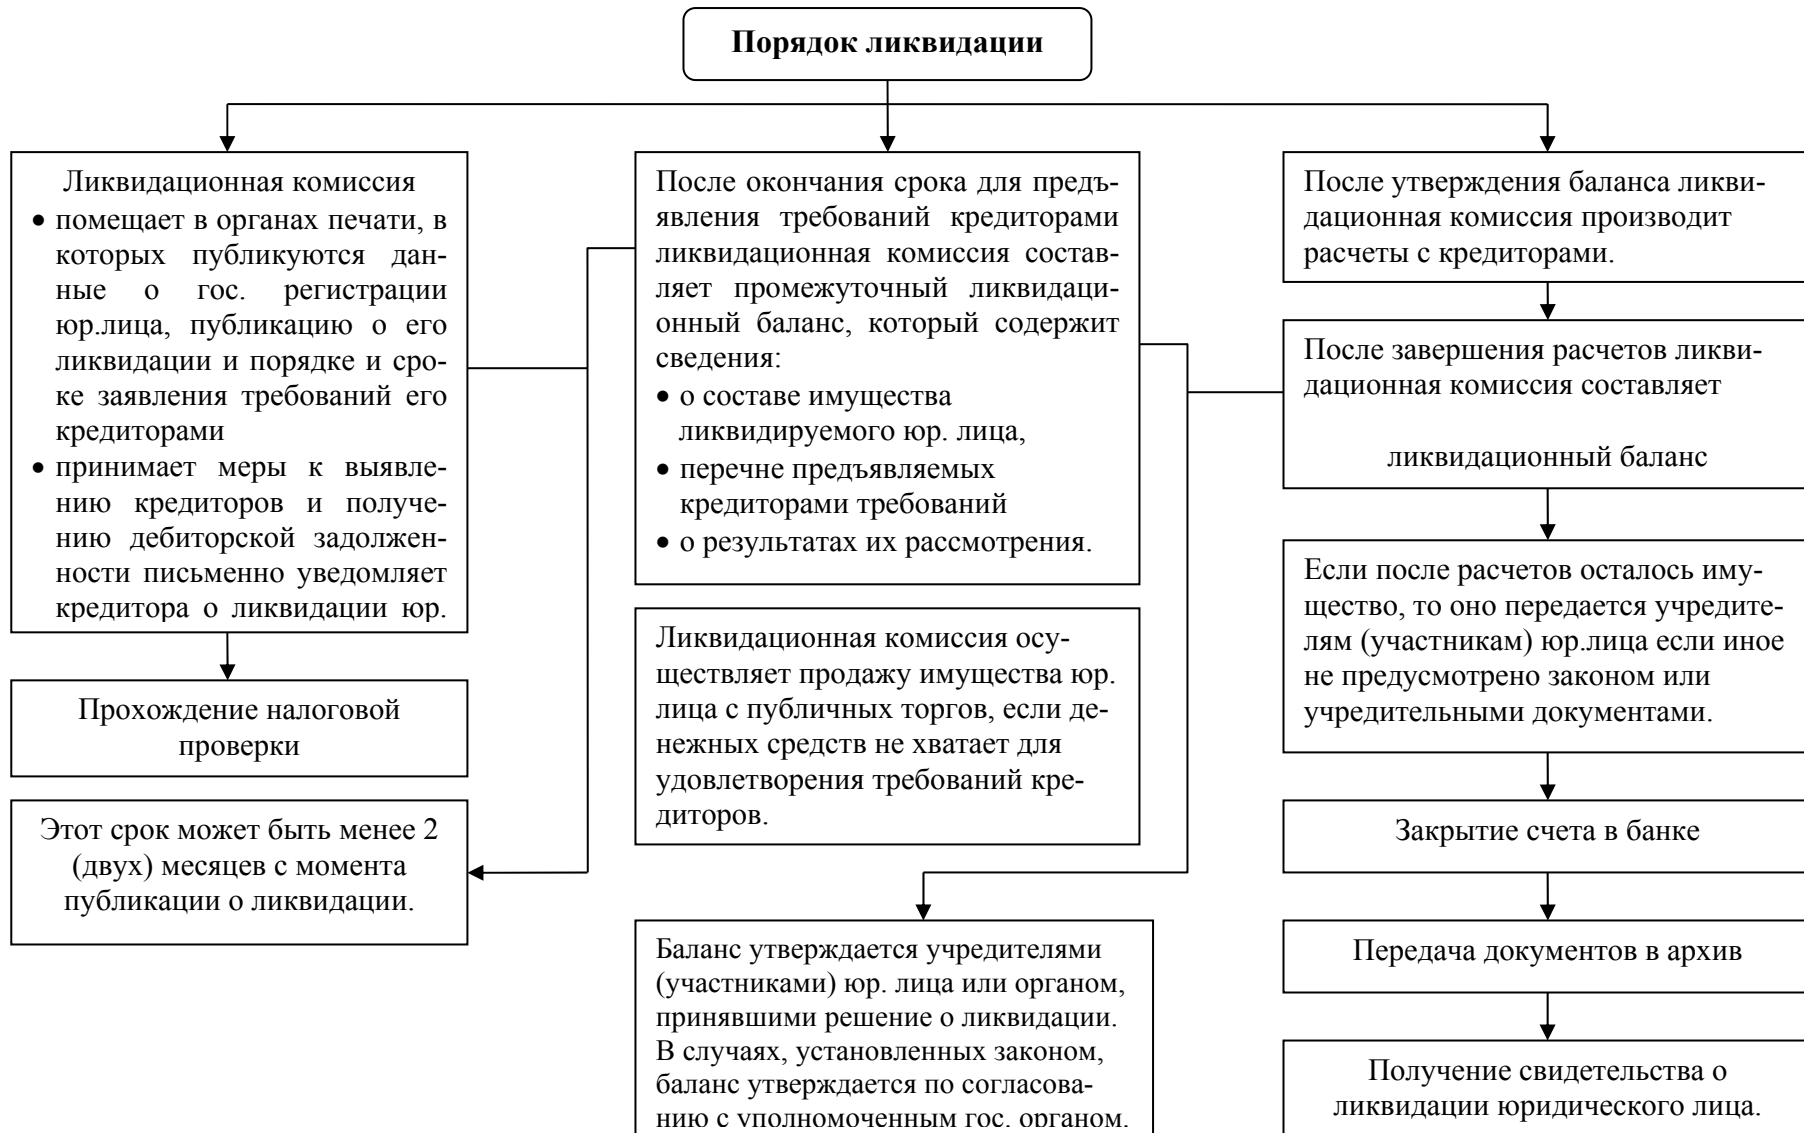 Порядок ликвидации
Ликвидационная комиссия
• помещает в органах печати, в
которых публикуются дан-
ные о гос. регистрации
юр.лица, публикацию о его
ликвидации и порядке и сро-
ке заявления требований его
кредиторами
• принимает меры к выявле-
нию кредиторов и получе-
нию дебиторской задолжен-
ности письменно уведомляет
кредитора о ликвидации юр.
Прохождение налоговой
проверки
Этот срок может быть менее 2
(двух) месяцев с момента
публикации о ликвидации.
После окончания срока для предъ-
явления требований кредиторами
ликвидационная комиссия состав-
ляет промежуточный ликвидаци-
онный баланс, который содержит
сведения:
• о составе имущества
ликвидируемого юр. лица,
• перечне предъявляемых
кредиторами требований
• о результатах их рассмотрения.
Ликвидационная комиссия осу-
ществляет продажу имущества юр.
лица с публичных торгов, если де-
нежных средств не хватает для
удовлетворения требований кре-
диторов.
Баланс утверждается учредителями
(участниками) юр. лица или органом,
принявшими решение о ликвидации.
В случаях, установленных законом,
баланс утверждается по согласова-
нию с уполномоченным гос. органом.
После утверждения баланса ликви-
дационная комиссия производит
расчеты с кредиторами.
После завершения расчетов ликви-
дационная комиссия составляет
ликвидационный баланс
Если после расчетов осталось иму-
щество, то оно передается учредите-
лям (участникам) юр.лица если иное
не предусмотрено законом или
учредительными документами.
Закрытие счета в банке
Передача документов в архив
Получение свидетельства о
ликвидации юридического лица.